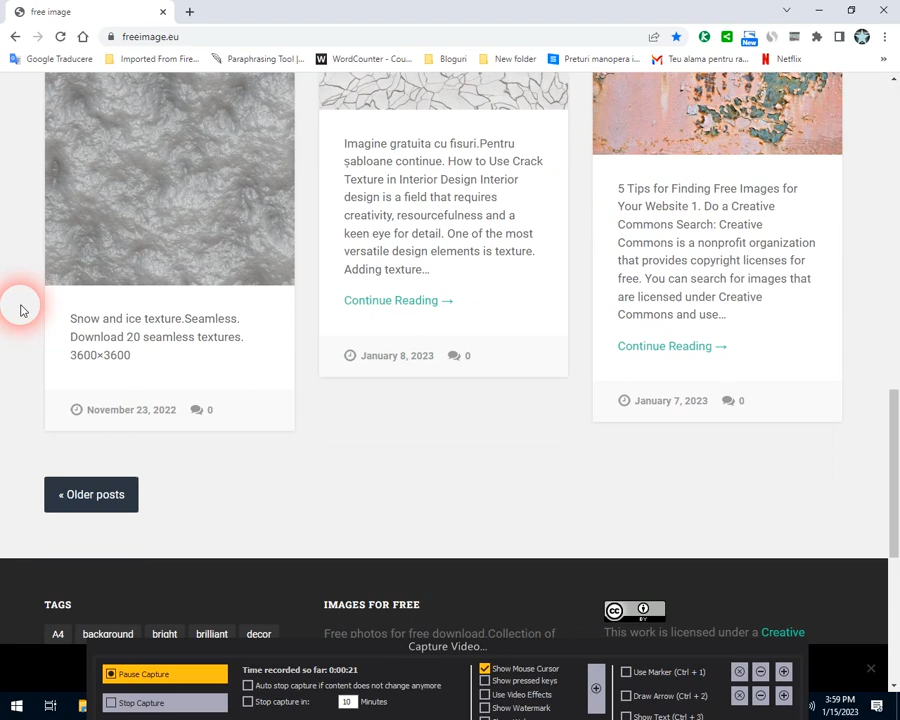 free image
freeimage.eu
New
Google Traducere
Imported From Fire...
Paraphrasing Tool |...
WordCounter - Cou...
Bloguri
New folder
Preturi manopera i...
Teu alama pentru ra...
Netflix
»
Snow and ice texture.Seamless.
Download 20 seamless textures.
3600×3600
November 23, 2022
0
Imagine gratuita cu fisuri.Pentru
șabloane continue. How to Use Crack
Texture in Interior Design Interior
design is a field that requires
creativity, resourcefulness and a
keen eye for detail. One of the most
versatile design elements is texture.
Adding texture…
Continue Reading →
January 8, 2023
0
5 Tips for Finding Free Images for
Your Website 1. Do a Creative
Commons Search: Creative
Commons is a nonprofit organization
that provides copyright licenses for
free. You can search for images that
are licensed under Creative
Commons and use…
Continue Reading →
January 7, 2023
0
« Older posts
TAGS
A4
background
bright
brilliant
decor
IMAGES FOR FREE
Free photos for free download.Collection of
cc
BY
This work is licensed under a Creative
Capture Video...
Pause Capture
Stop Capture
Time recorded so far: 0:00:21
Auto stop capture if content does not change anymore
Stop capture in:
10
Minutes
Show Mouse Cursor
Show pressed keys
Use Video Effects
Show Watermark
Use Marker (Ctrl + 1)
Draw Arrow (Ctrl + 2)
Show Text (Ctrl + 3)
3:59 PM
1/15/2023